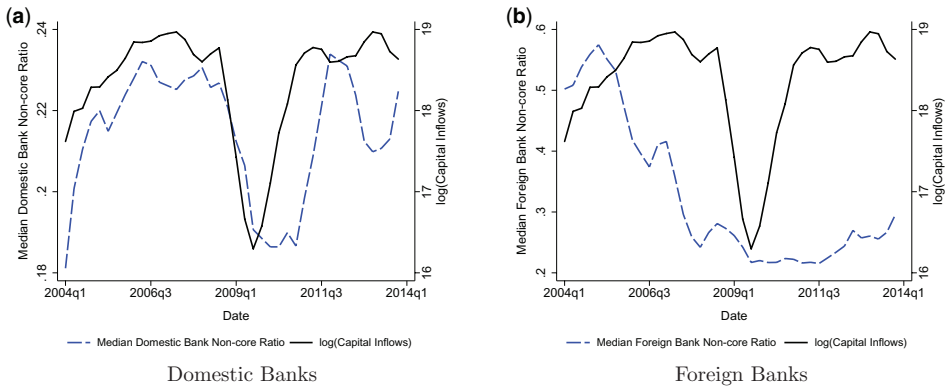 (a)
Median Domestic Bank Non-core Ratio
.24
.22
.2
.18
19
18
17
16
log(Capital Inflows)
2004q1 2006q3 2009q1 2011q3 2014q1
Date
Median Domestic Bank Non-core Ratio log(Capital Inflows)
Domestic Banks
(b)
Median Foreign Bank Non-core Ratio
.6
.5
.4
.3
.2
19
18
17
16
log(Capital Inflows)
2004q1 2006q3 2009q1 2011q3 2014q1
Date
Median Foreign Bank Non-core Ratio log(Capital Inflows)
Foreign Banks